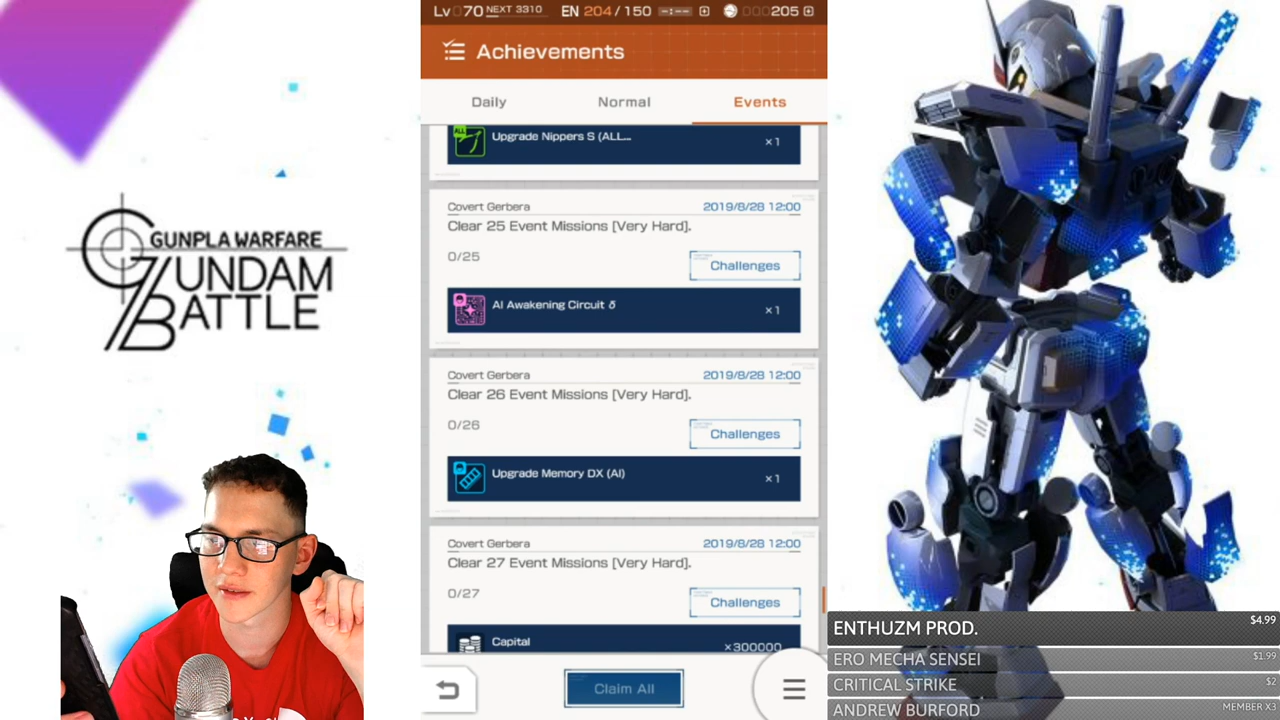 Lv 70 NEXT 3310 EN 204/150 --:-- 205
Achievements
Daily Normal Events
Upgrade Nippers S (ALL... ×1
Covert Gerbera 2019/8/28 12:00
Clear 25 Event Missions [Very Hard].
0/25
Challenges
AI Awakening Circuit δ ×1
Covert Gerbera 2019/8/28 12:00
Clear 26 Event Missions [Very Hard].
0/26
Challenges
Upgrade Memory DX (AI) ×1
Covert Gerbera 2019/8/28 12:00
Clear 27 Event Missions [Very Hard].
0/27
Challenges
Capital ×300000
Claim All
GUNPLA WARFARE
GUNDAM
BATTLE
ENTHUZM PROD. $4.99
ERO MECHA SENSEI $1.99
CRITICAL STRIKE $2
ANDREW BURFORD MEMBER X3